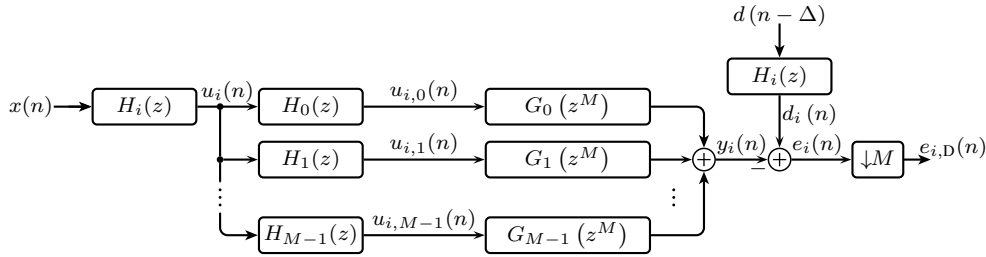 d (n − Δ)
x(n) H_i(z) u_i(n) H_0(z) u_{i,0}(n) G_0 (z^M) H_i(z)
d_i (n)
H_1(z) u_{i,1}(n) G_1 (z^M) + y_i(n) − + e_i(n) ↓M e_{i,D}(n)
⋮ ⋮
H_{M−1}(z) u_{i,M−1}(n) G_{M−1} (z^M)